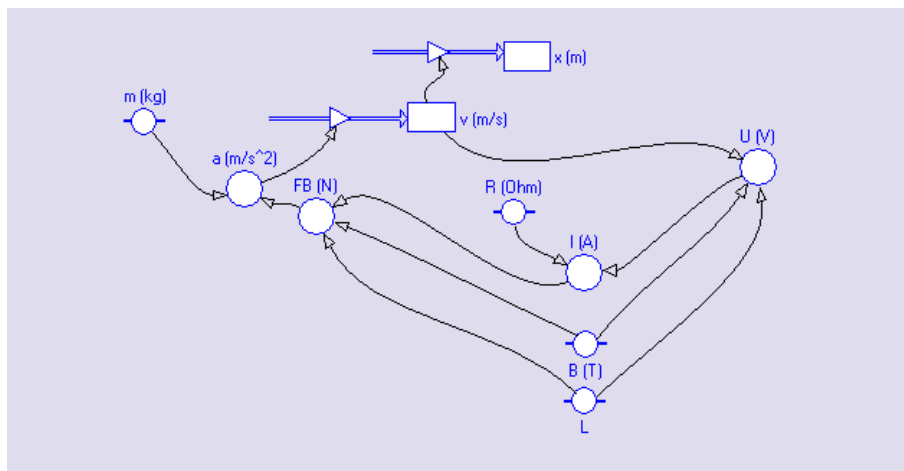 x (m)
m (kg)
v (m/s)
U (V)
a (m/s^2)
FB (N)
R (Ohm)
I (A)
B (T)
L